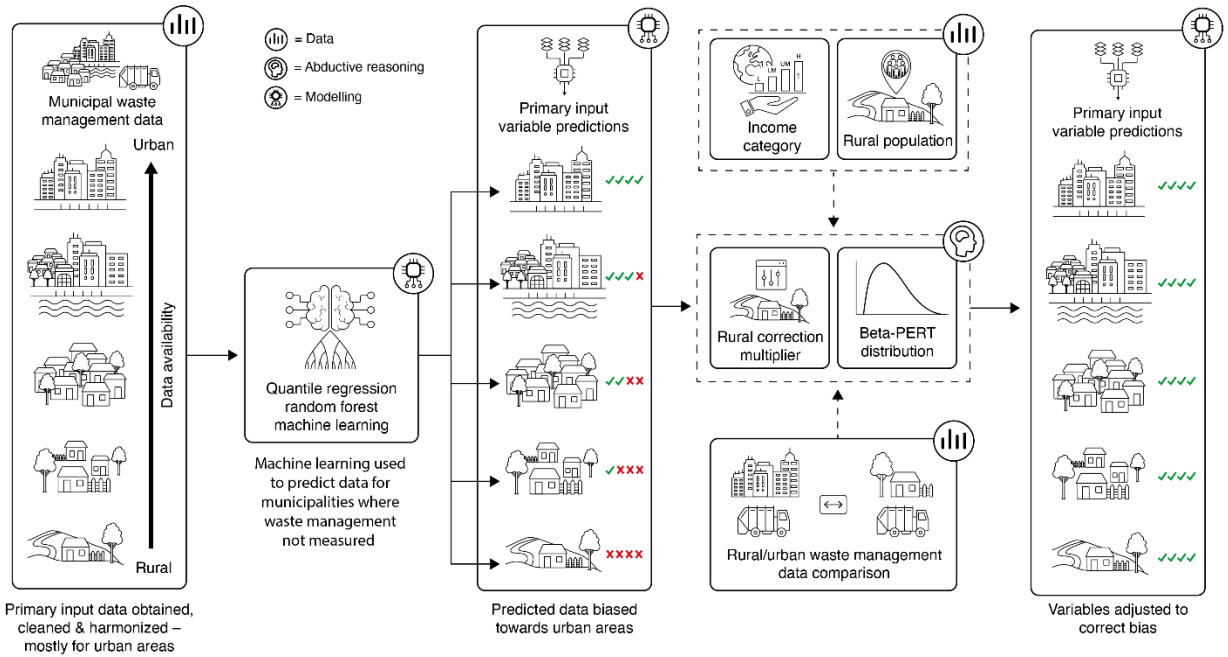 Municipal waste
management data
Urban
Data availability
Rural
Primary input data obtained,
cleaned & harmonized –
mostly for urban areas
= Data
= Abductive reasoning
= Modelling
Quantile regression
random forest
machine learning
Machine learning used
to predict data for
municipalities where
waste management
not measured
Primary input
variable predictions
Predicted data biased
towards urban areas
L
LM
UM
H
Income
category
Rural population
Rural correction
multiplier
Beta-PERT
distribution
Rural/urban waste management
data comparison
Primary input
variable predictions
Variables adjusted to
correct bias